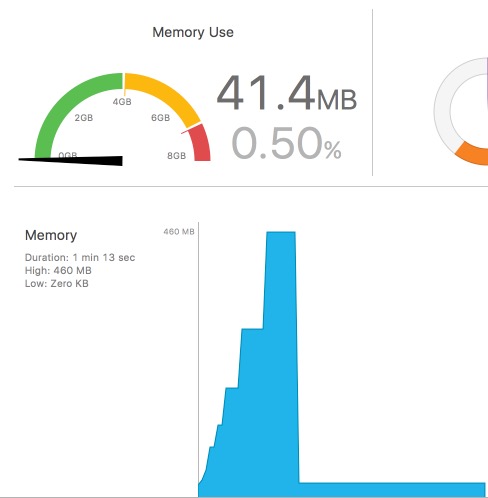 Memory Use
4GB
2GB
6GB
0GB
8GB
41.4MB
0.50%
Memory
Duration: 1 min 13 sec
High: 460 MB
Low: Zero KB
460 MB